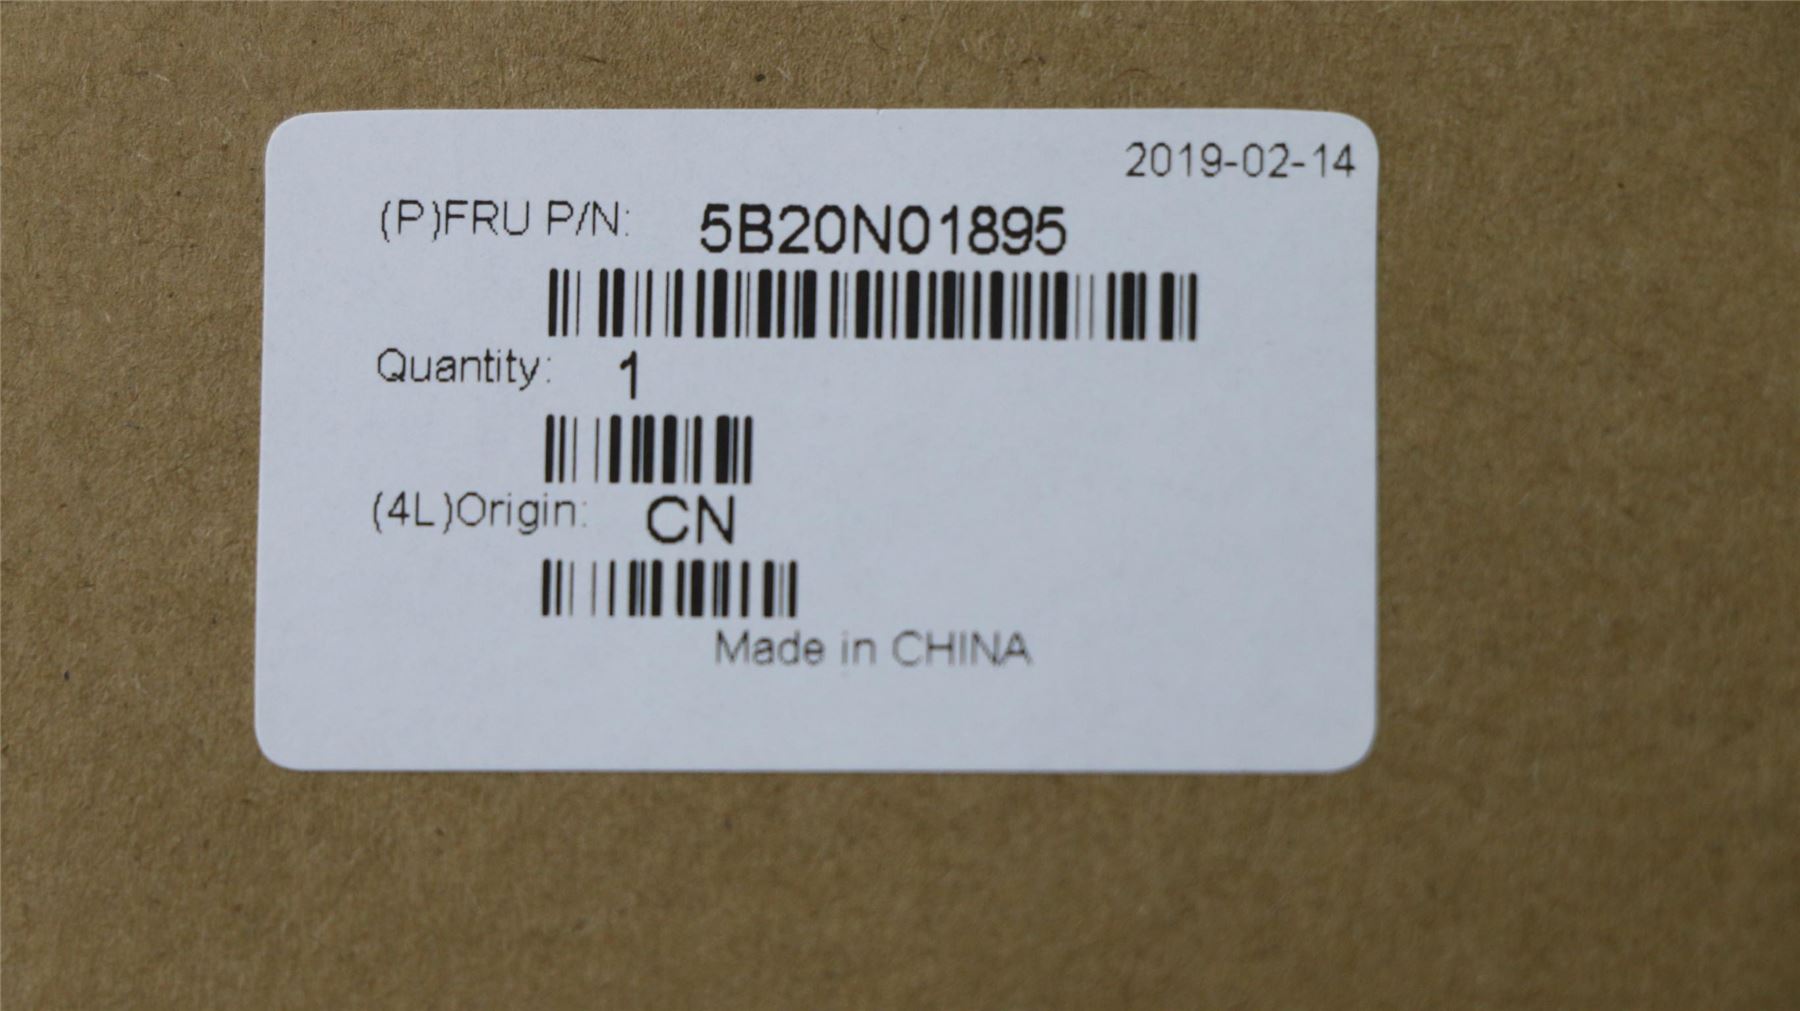 2019-02-14
(P)FRU P/N: 5B20N01895
Quantity: 1
(4L)Origin: CN
Made in CHINA